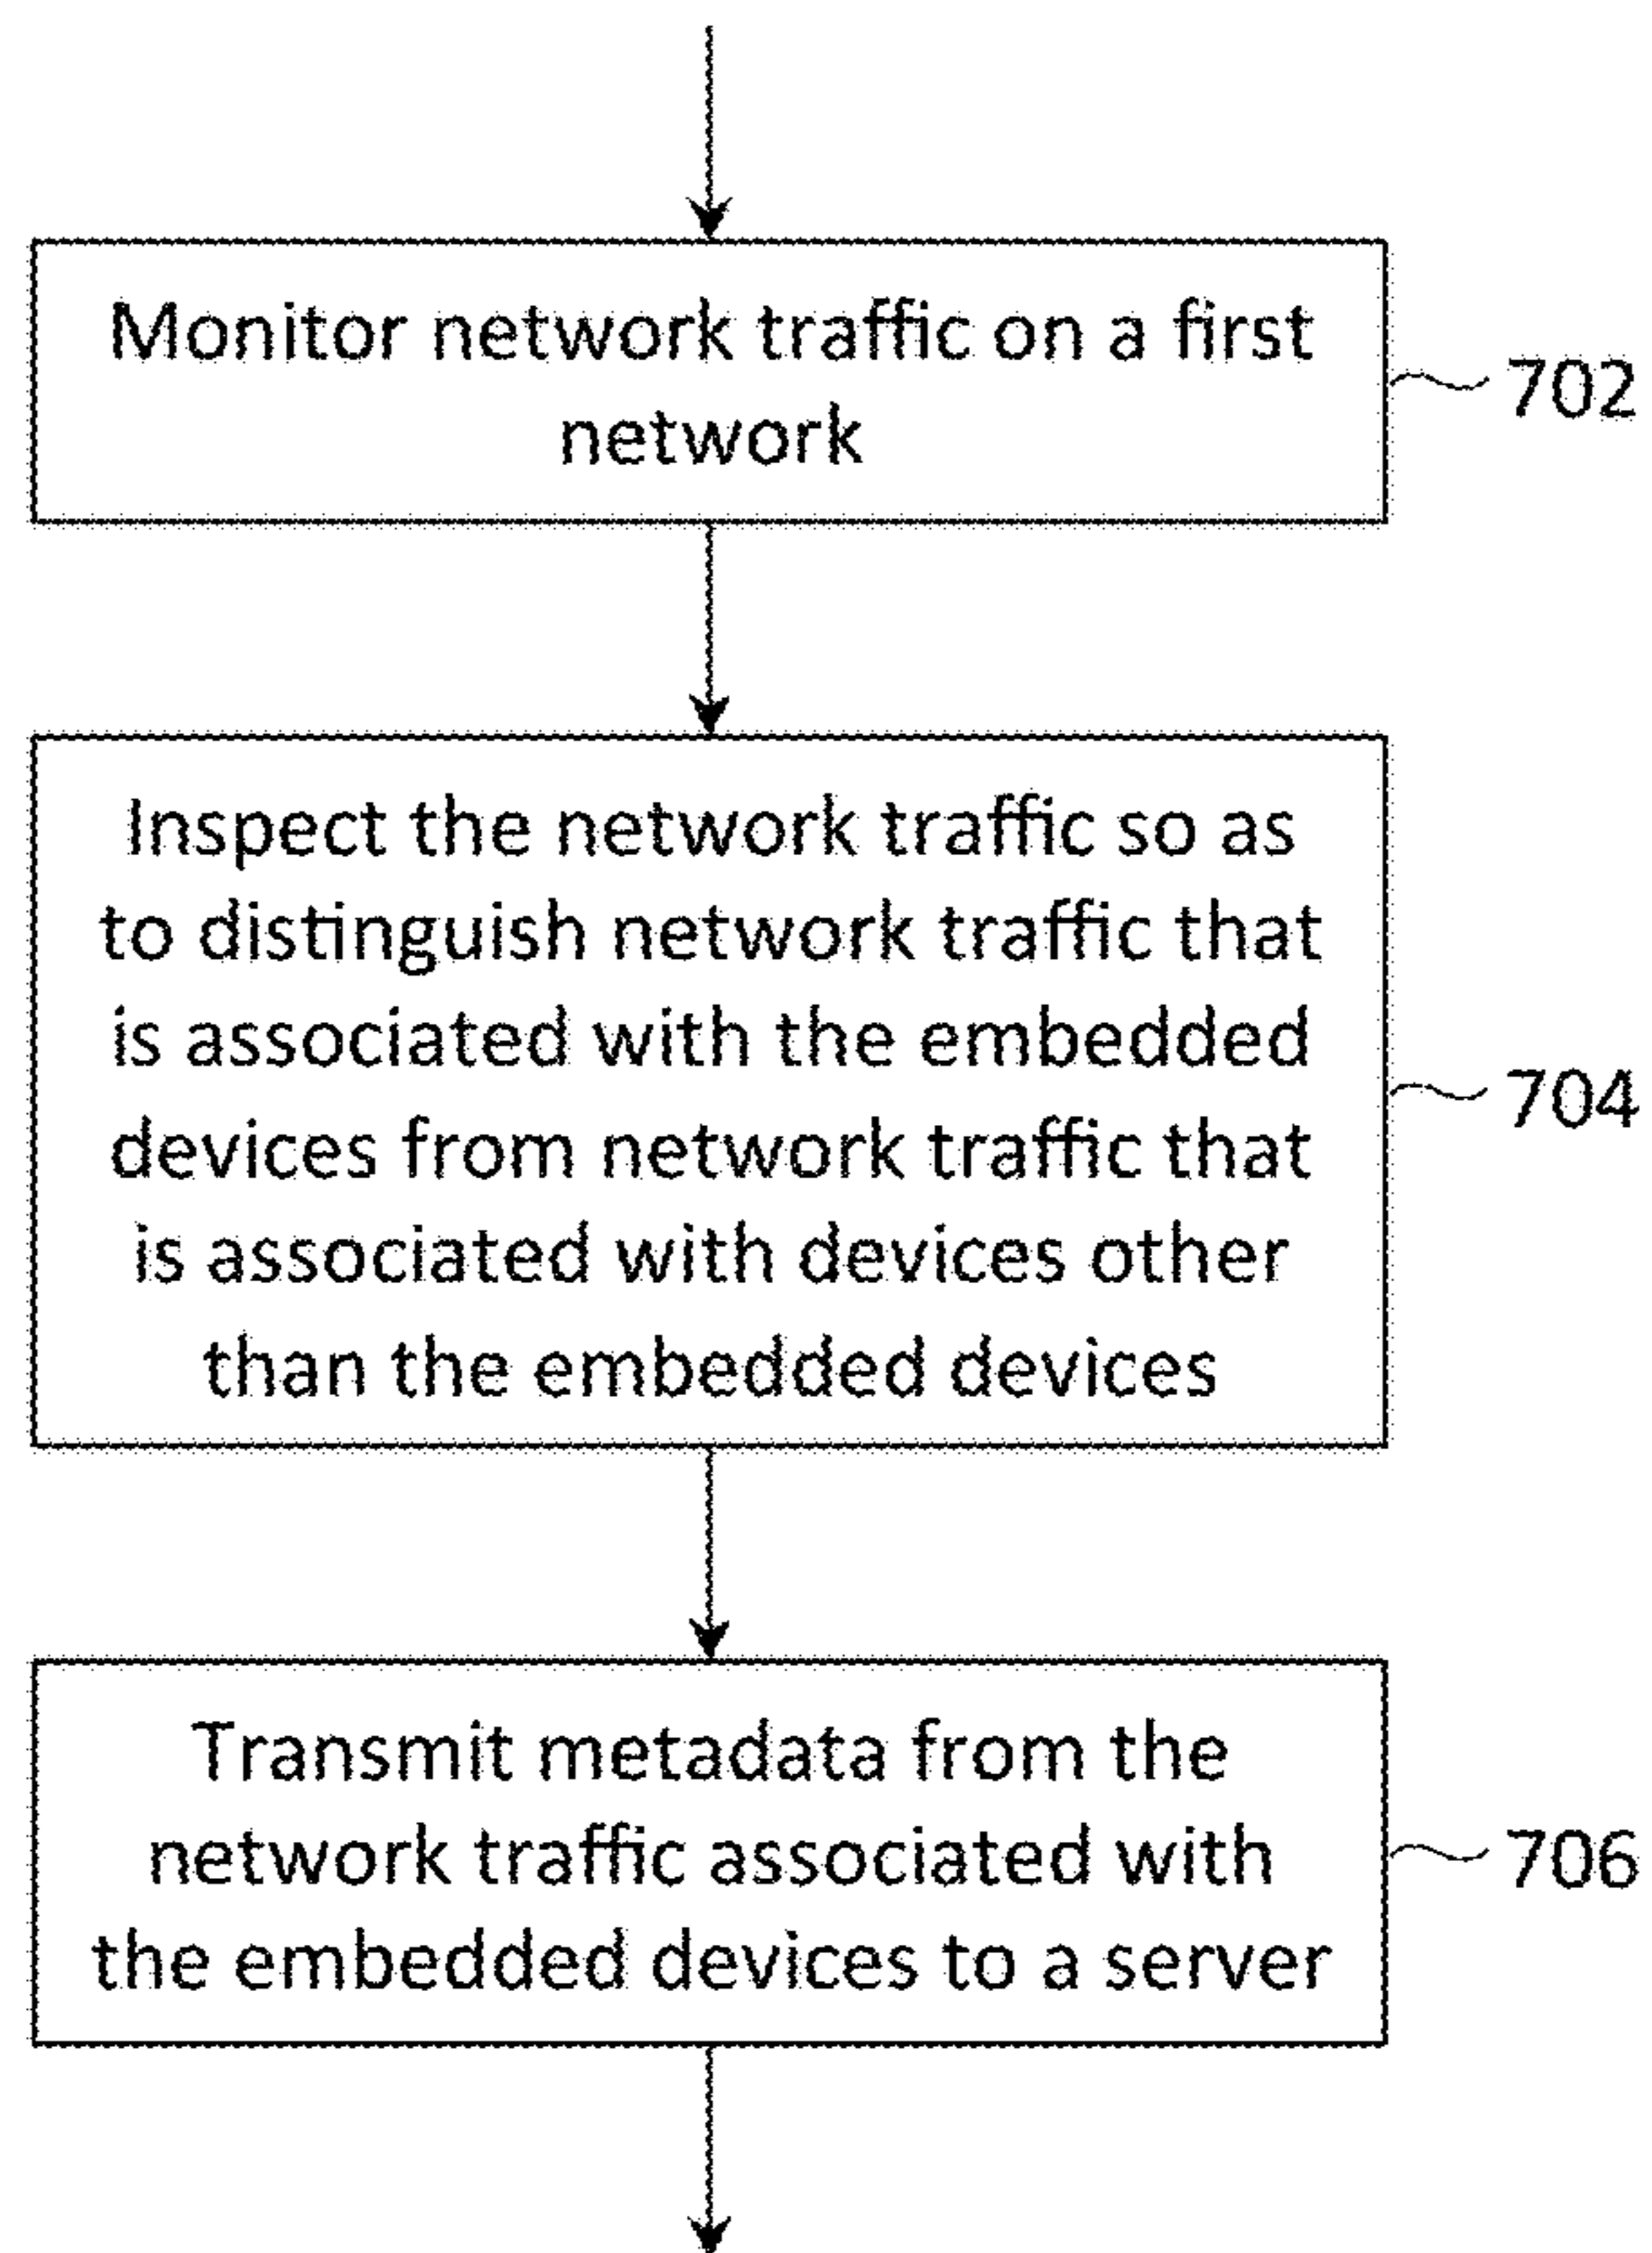 Monitor network traffic on a first
network
702
Inspect the network traffic so as
to distinguish network traffic that
is associated with the embedded
devices from network traffic that
is associated with devices other
than the embedded devices
704
Transmit metadata from the
network traffic associated with
the embedded devices to a server
706